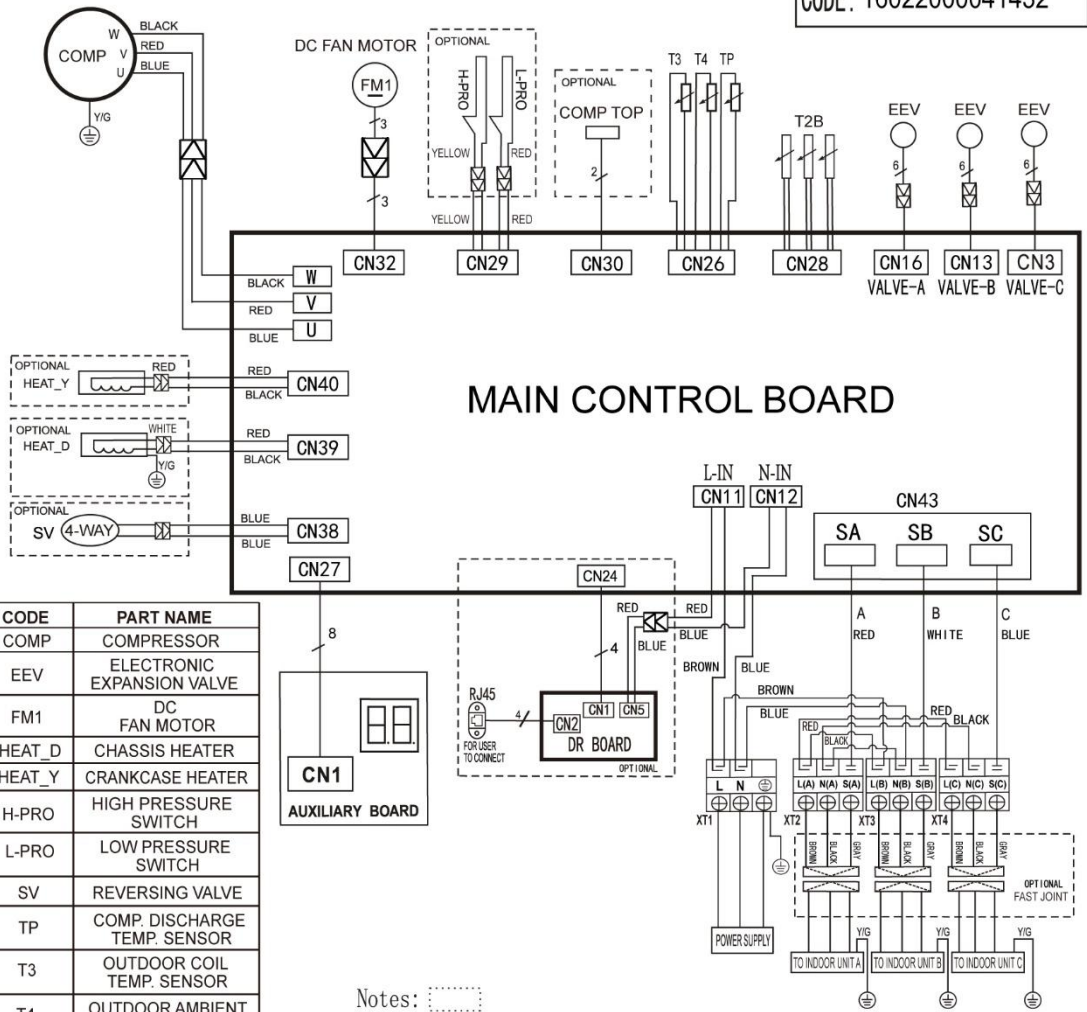 CODE: 16022000041452
COMP
W
V
U
BLACK
RED
BLUE
Y/G
DC FAN MOTOR
FM1
3
3
OPTIONAL
H-PRO
L-PRO
YELLOW
RED
YELLOW
RED
OPTIONAL
COMP TOP
2
T3 T4 TP
T2B
EEV EEV EEV
6 6 6
CN32 CN29 CN30 CN26 CN28 CN16 CN13 CN3
VALVE-A VALVE-B VALVE-C
BLACK W
RED V
BLUE U
OPTIONAL
HEAT_Y
RED
RED
BLACK
CN40
MAIN CONTROL BOARD
OPTIONAL
HEAT_D
WHITE
Y/G
RED
BLACK
CN39
OPTIONAL
SV 4-WAY
BLUE
BLUE
CN38
CN27
L-IN N-IN
CN11 CN12
CN43
SA SB SC
CN24
8
CN1
AUXILIARY BOARD
RED RED
BLUE BLUE
4
RJ45
FOR USER
TO CONNECT
4
CN2 CN1 CN5
DR BOARD
OPTIONAL
BROWN BLUE
A B C
RED WHITE BLUE
BROWN
BLUE
RED
BLACK
RED
BLACK
L N
L(A) N(A) S(A) L(B) N(B) S(B) L(C) N(C) S(C)
XT1 XT2 XT3 XT4
BROWN BLACK GRAY BROWN BLACK GRAY BROWN BLACK GRAY
OPTIONAL
FAST JOINT
POWER SUPPLY
Y/G Y/G Y/G
TO INDOOR UNIT A TO INDOOR UNIT B TO INDOOR UNIT C
CODE PART NAME
COMP COMPRESSOR
EEV ELECTRONIC
EXPANSION VALVE
FM1 DC
FAN MOTOR
HEAT_D CHASSIS HEATER
HEAT_Y CRANKCASE HEATER
H-PRO HIGH PRESSURE
SWITCH
L-PRO LOW PRESSURE
SWITCH
SV REVERSING VALVE
TP COMP. DISCHARGE
TEMP. SENSOR
T3 OUTDOOR COIL
TEMP. SENSOR
T4 OUTDOOR AMBIENT
Notes: